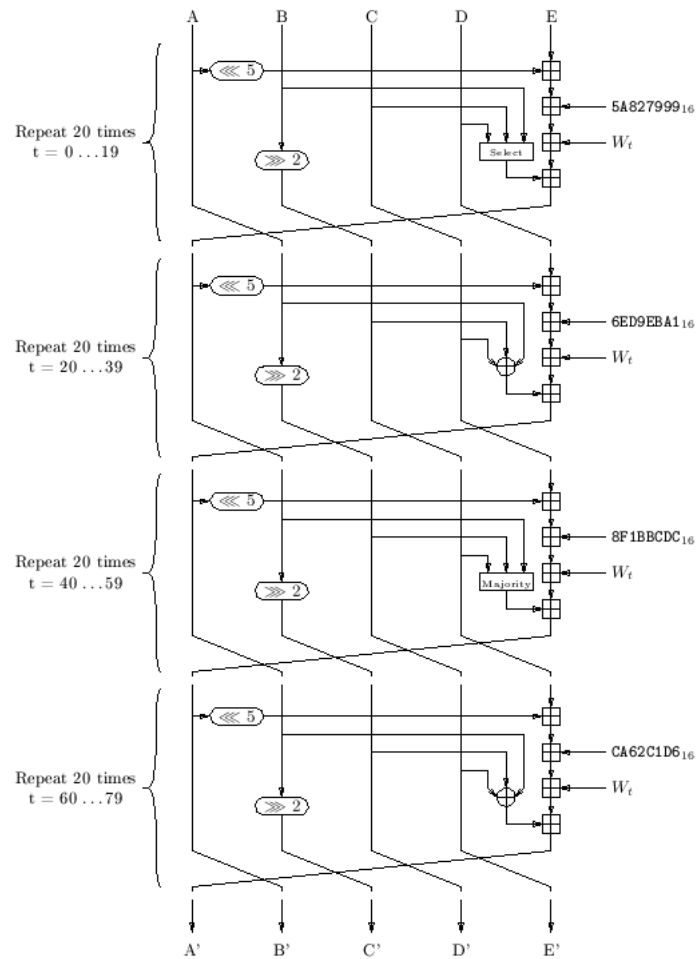 A B C D E
⋘ 5
5A827999₁₆
Repeat 20 times
t = 0 ...19
W_t
Select
⋙ 2
⋘ 5
6ED9EBA1₁₆
Repeat 20 times
t = 20 ...39
W_t
⋙ 2
⋘ 5
8F1BBCDC₁₆
Repeat 20 times
t = 40 ...59
W_t
Majority
⋙ 2
⋘ 5
CA62C1D6₁₆
Repeat 20 times
t = 60 ...79
W_t
⋙ 2
A' B' C' D' E'